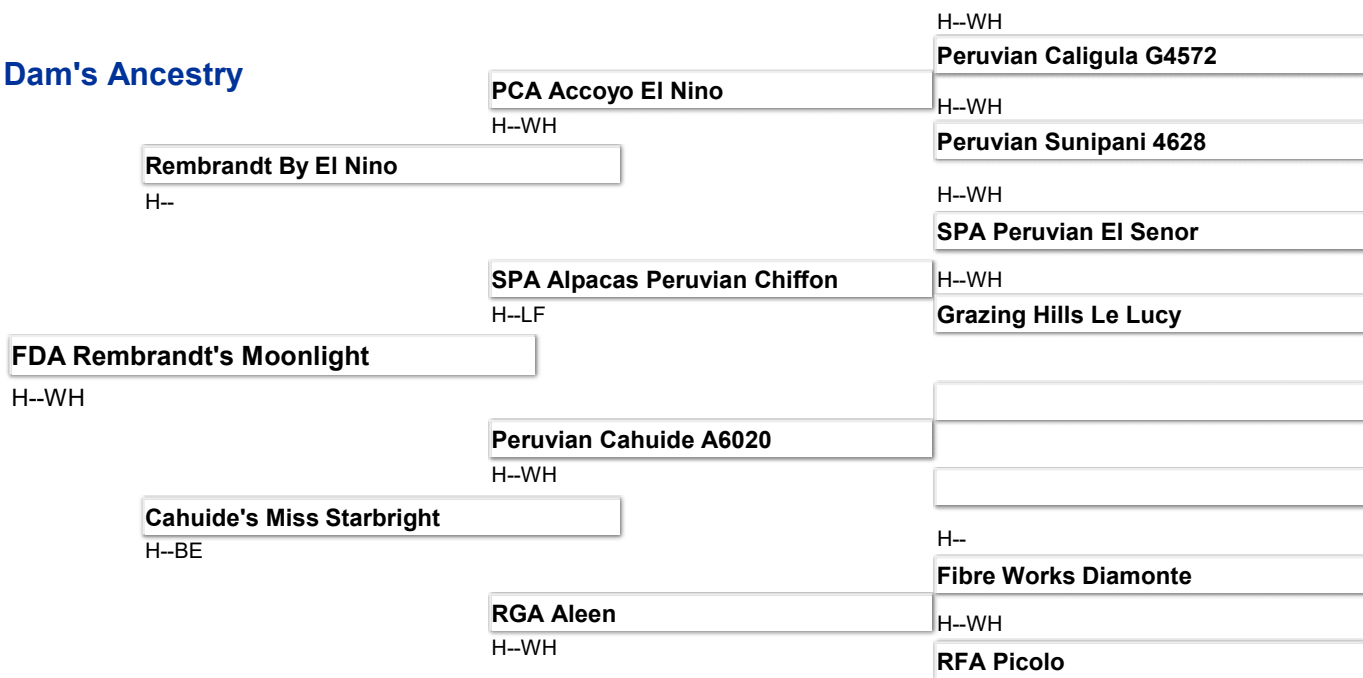 Dam's Ancestry
H--WH
Peruvian Caligula G4572
PCA Accoyo El Nino
H--WH
H--WH
Peruvian Sunipani 4628
Rembrandt By El Nino
H--
H--WH
SPA Peruvian El Senor
SPA Alpacas Peruvian Chiffon
H--LF
H--WH
Grazing Hills Le Lucy
FDA Rembrandt's Moonlight
H--WH
Peruvian Cahuide A6020
H--WH
Cahuide's Miss Starbright
H--BE
H--
Fibre Works Diamonte
RGA Aleen
H--WH
H--WH
RFA Picolo